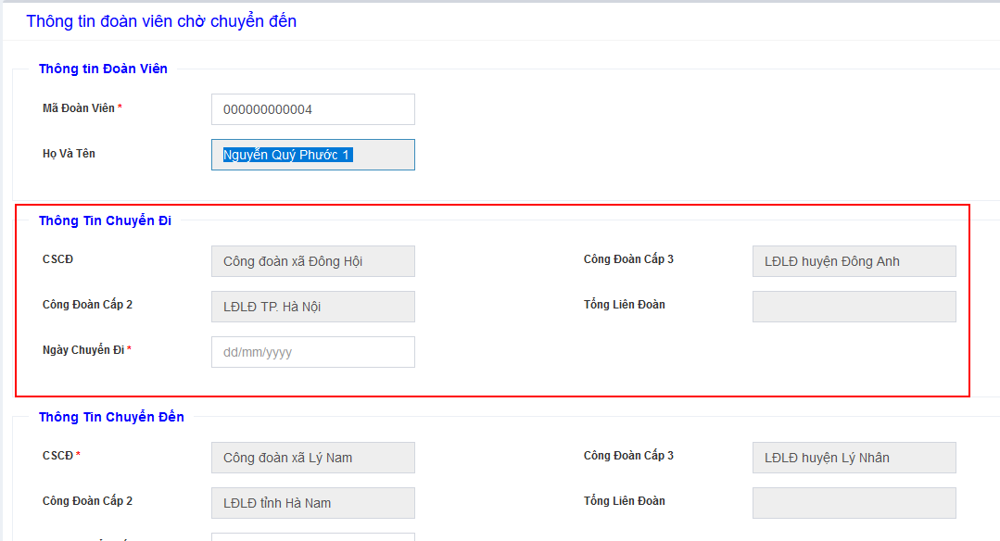 Thông tin đoàn viên chờ chuyển đến
Thông tin Đoàn Viên
Mã Đoàn Viên * 000000000004
Họ Và Tên Nguyễn Quý Phước 1
Thông Tin Chuyển Đi
CSCĐ Công đoàn xã Đông Hội Công Đoàn Cấp 3 LĐLĐ huyện Đông Anh
Công Đoàn Cấp 2 LĐLĐ TP. Hà Nội Tổng Liên Đoàn
Ngày Chuyển Đi * dd/mm/yyyy
Thông Tin Chuyển Đến
CSCĐ * Công đoàn xã Lý Nam Công Đoàn Cấp 3 LĐLĐ huyện Lý Nhân
Công Đoàn Cấp 2 LĐLĐ tỉnh Hà Nam Tổng Liên Đoàn